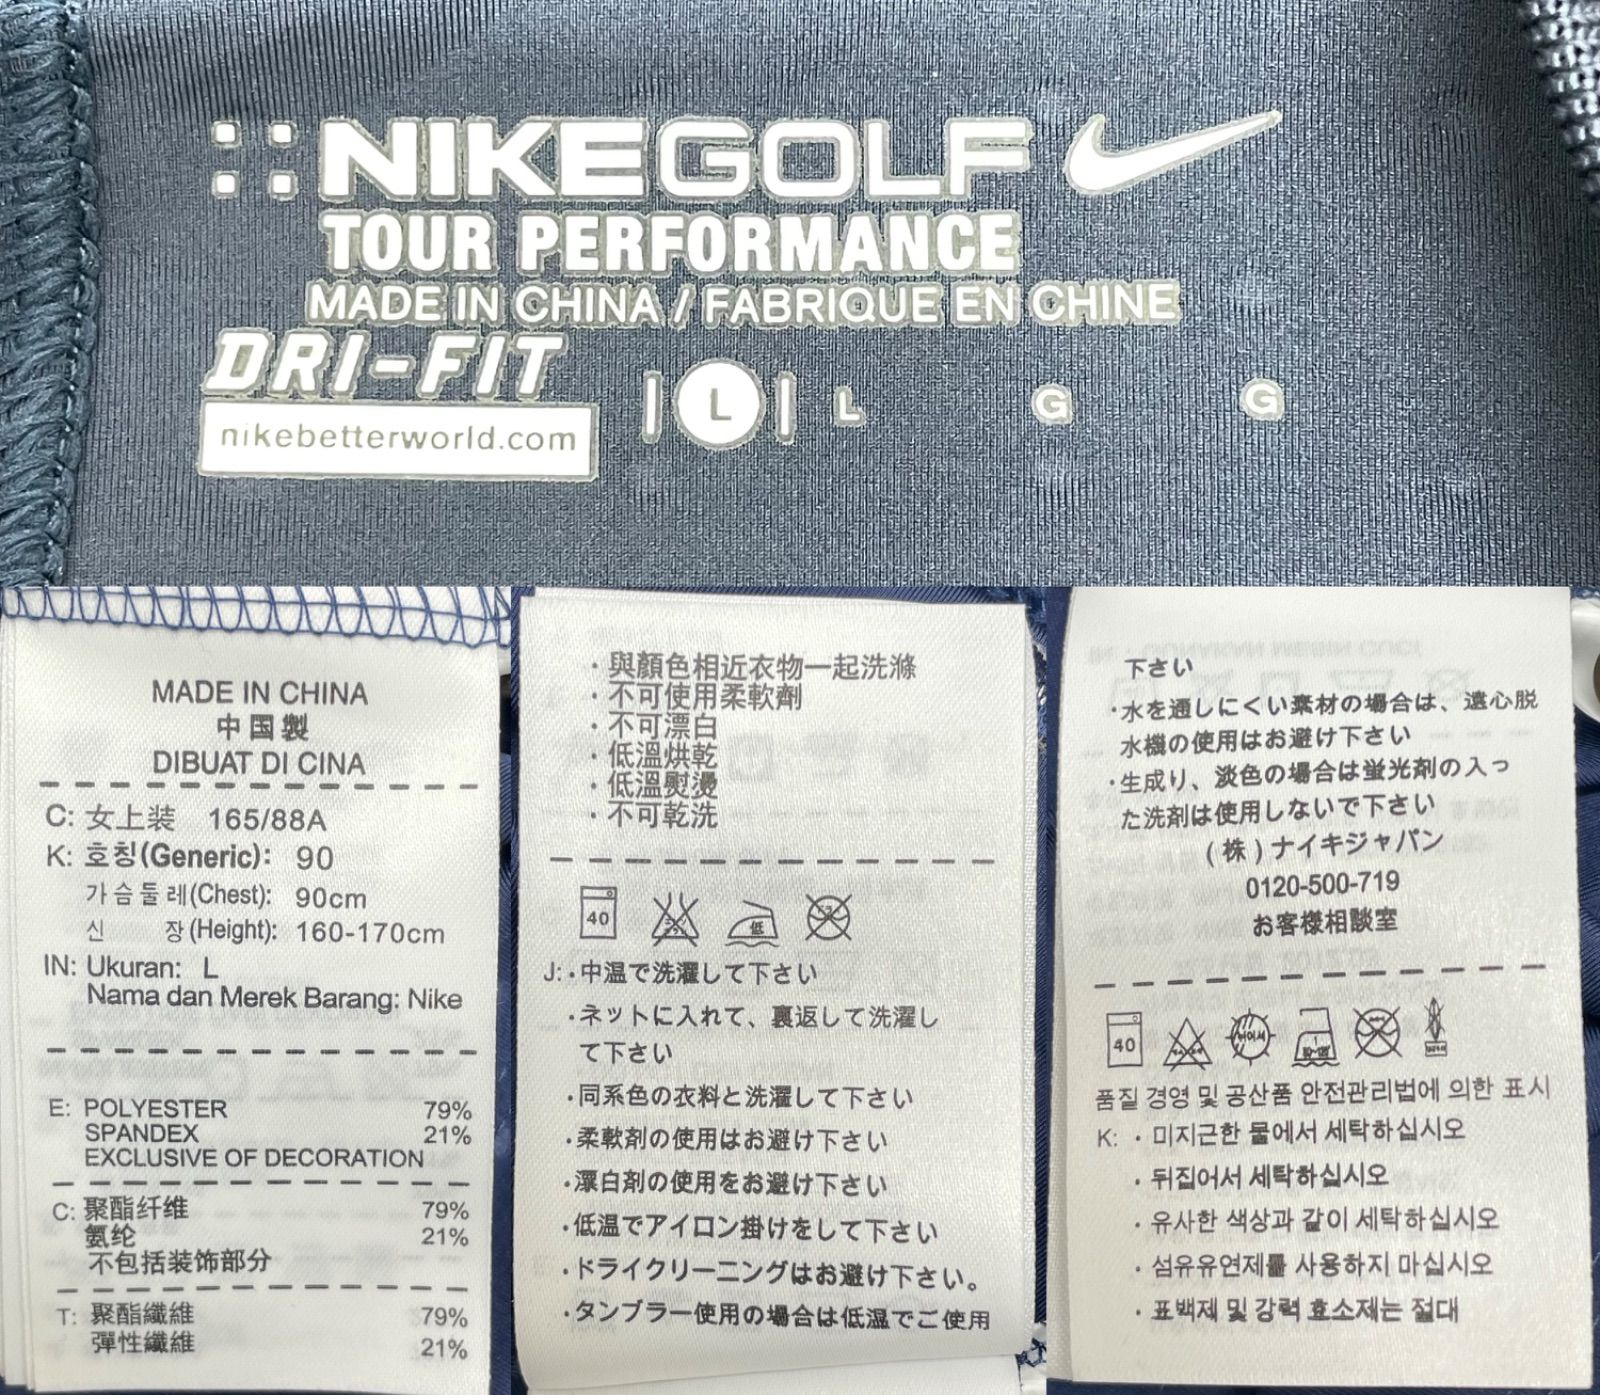 NIKEGOLF
TOUR PERFORMANCE
MADE IN CHINA / FABRIQUE EN CHINE
DRI-FIT
nikebetterworld.com
L L G G
MADE IN CHINA
中国製
DIBUAT DI CINA
C: 女上装 165/88A
K: 호칭(Generic): 90
가슴둘레(Chest): 90cm
신 장(Height): 160-170cm
IN: Ukuran: L
Nama dan Merek Barang: Nike
E: POLYESTER 79%
SPANDEX 21%
EXCLUSIVE OF DECORATION
C: 聚酯纤维 79%
氨纶 21%
不包括装饰部分
T: 聚酯纖維 79%
彈性纖維 21%
・與顏色相近衣物一起洗滌
・不可使用柔軟劑
・不可漂白
・低溫烘乾
・低溫熨燙
・不可乾洗
40 低
J:・中温で洗濯して下さい
・ネットに入れて、裏返して洗濯し
て下さい
・同系色の衣料と洗濯して下さい
・柔軟剤の使用はお避け下さい
・漂白剤の使用をお避け下さい
・低温でアイロン掛けをして下さい
・ドライクリーニングはお避け下さい。
・タンブラー使用の場合は低温でご使用
下さい
・水を通しにくい素材の場合は、遠心脱
水機の使用はお避け下さい
・生成り、淡色の場合は蛍光剤の入っ
た洗剤は使用しないで下さい
(株)ナイキジャパン
0120-500-719
お客様相談室
40
품질 경영 및 공산품 안전관리법에 의한 표시
K: ・미지근한 물에서 세탁하십시오
・뒤집어서 세탁하십시오
・유사한 색상과 같이 세탁하십시오
・섬유유연제를 사용하지 마십시오
・표백제 및 강력 효소제는 절대